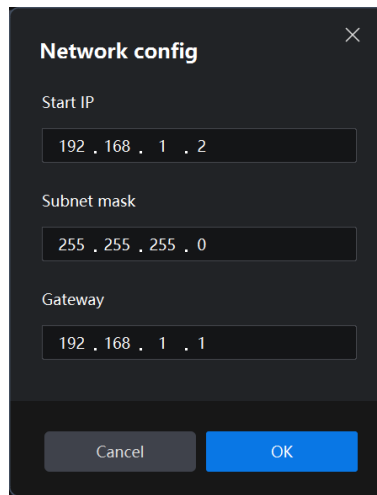 Network config
Start IP
192 . 168 . 1 . 2
Subnet mask
255 . 255 . 255 . 0
Gateway
192 . 168 . 1 . 1
Cancel OK